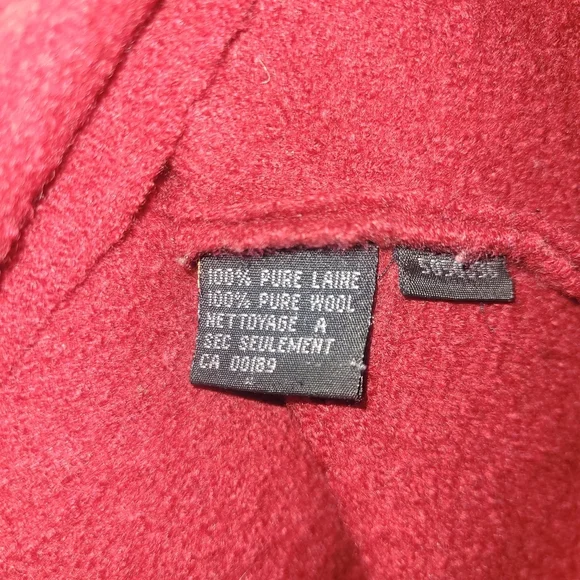 100% PURE LAINE
100% PURE WOOL
NETTOYAGE A
SEC SEULEMENT
CA 00189